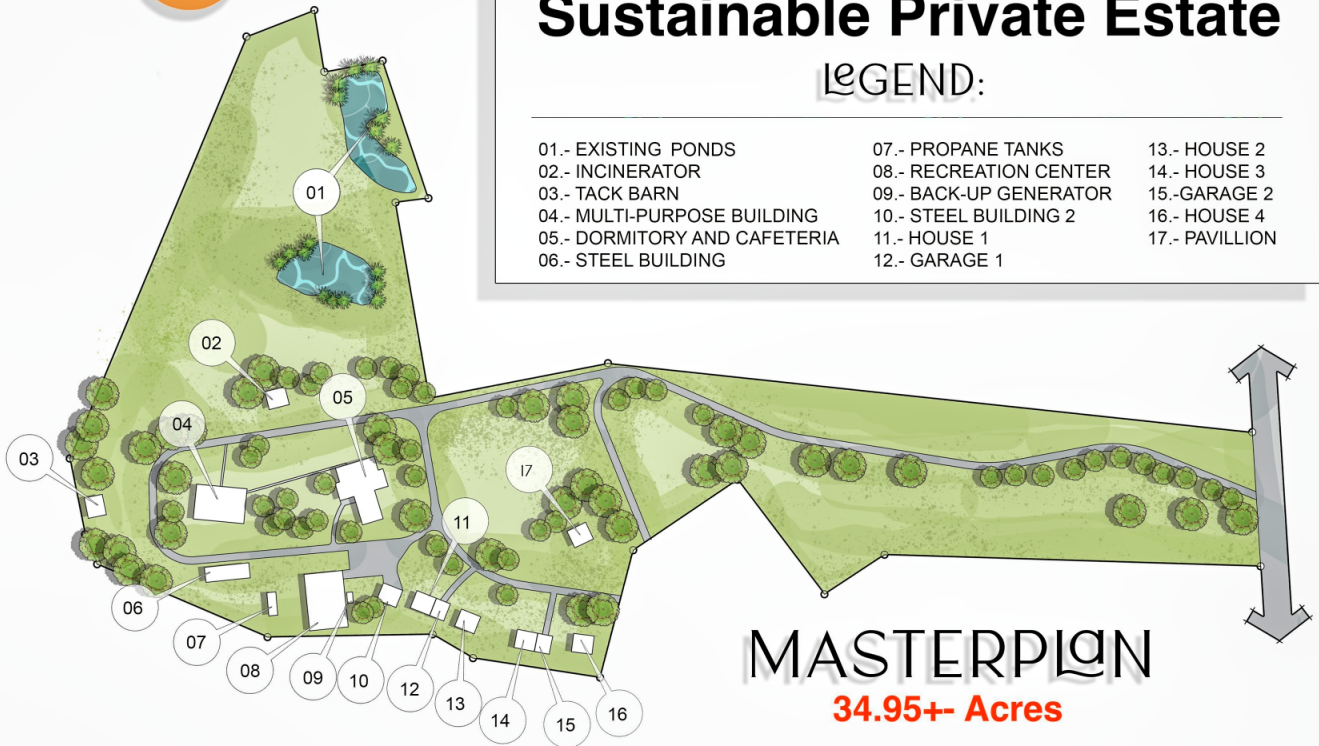 Sustainable Private Estate
LEGEND:
01.- EXISTING PONDS
02.- INCINERATOR
03.- TACK BARN
04.- MULTI-PURPOSE BUILDING
05.- DORMITORY AND CAFETERIA
06.- STEEL BUILDING
07.- PROPANE TANKS
08.- RECREATION CENTER
09.- BACK-UP GENERATOR
10.- STEEL BUILDING 2
11.- HOUSE 1
12.- GARAGE 1
13.- HOUSE 2
14.- HOUSE 3
15.-GARAGE 2
16.- HOUSE 4
17.- PAVILLION
01
02
05
04
03
17
11
06
07
08
09
10
12
13
14
15
16
MASTERPLAN
34.95+- Acres